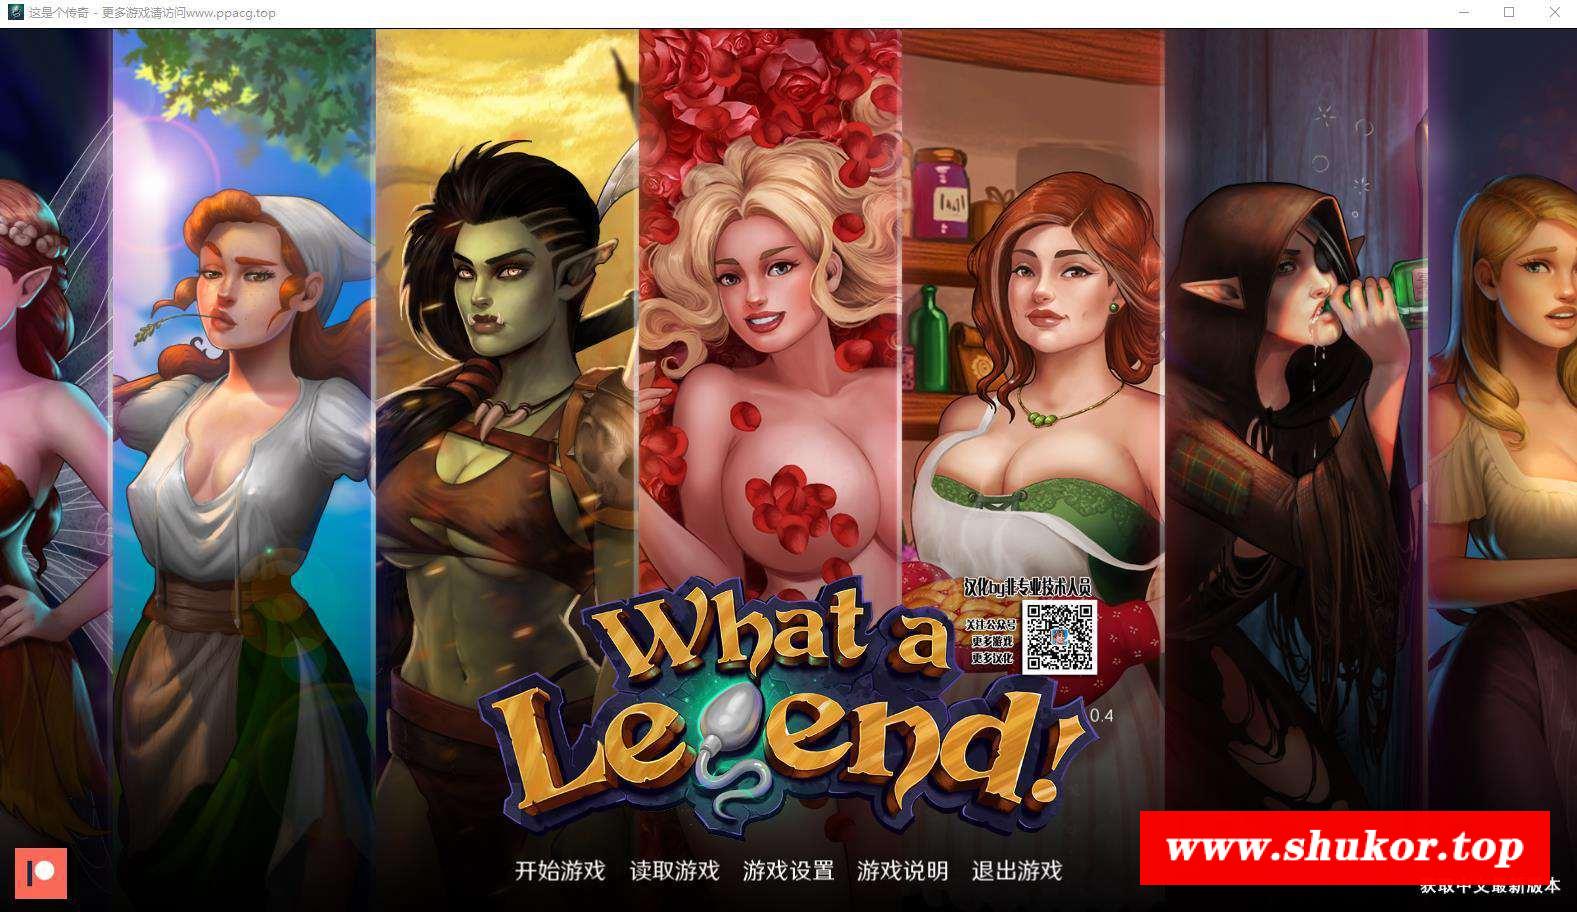 这是个传奇 - 更多游戏请访问www.ppacg.top
汉化by非专业技术人员
关注公众号
更多游戏
更多汉化
What a
Legend!
0.4
开始游戏 读取游戏 游戏设置 游戏说明 退出游戏
www.shukor.top
获取中文最新版本